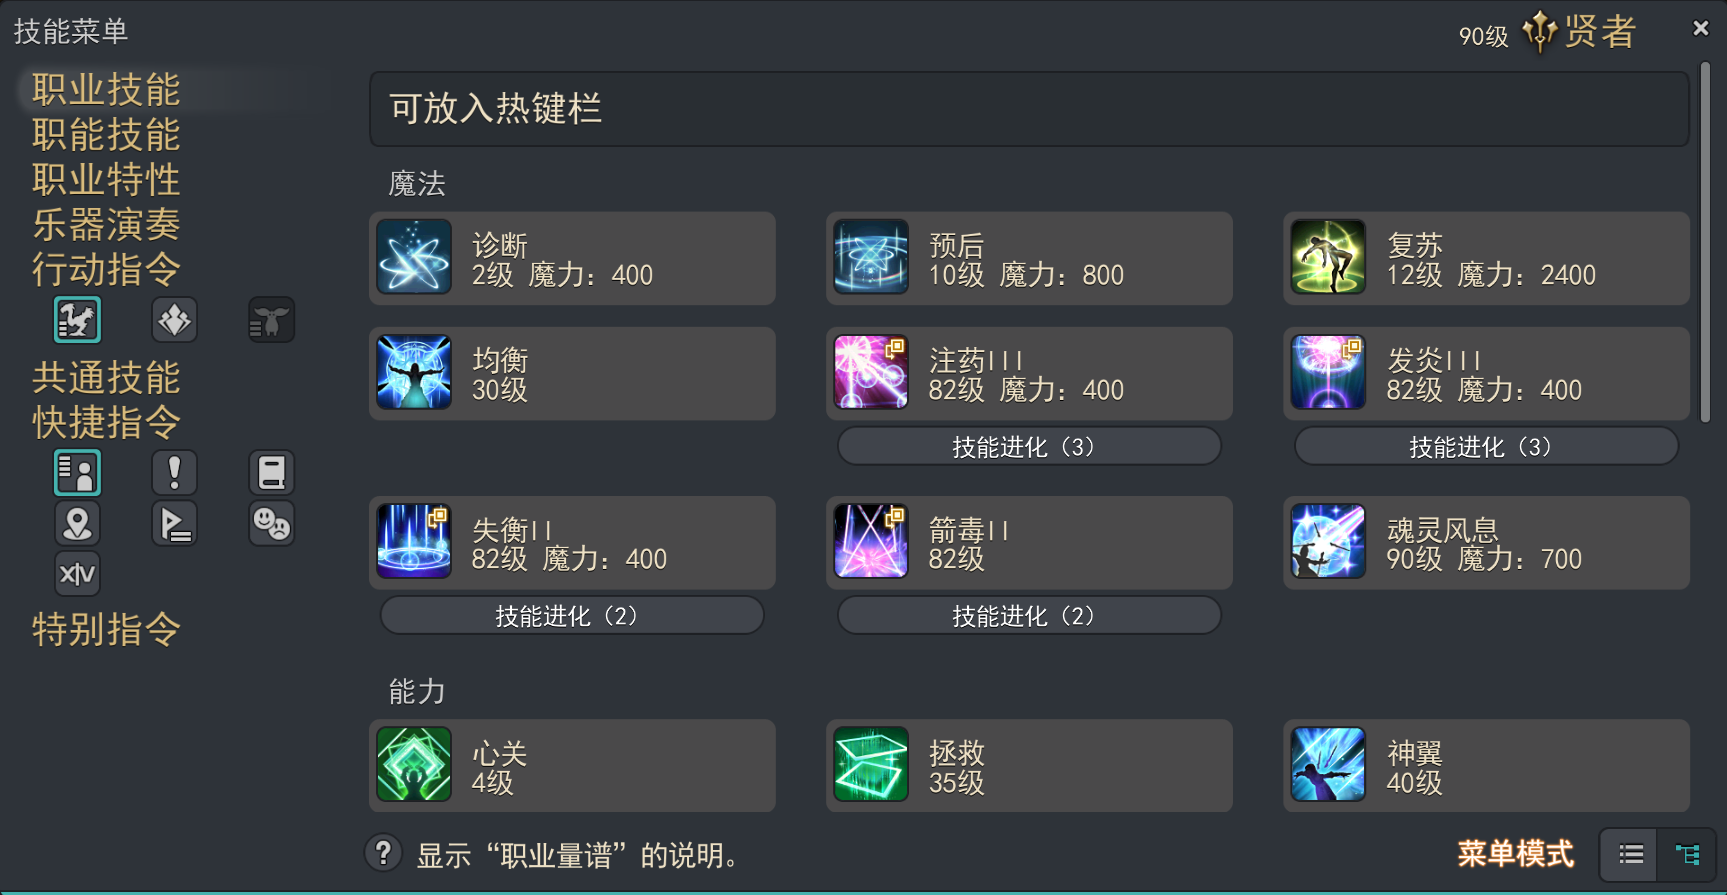 技能菜单
90级 贤者
职业技能
职能技能
职业特性
乐器演奏
行动指令
共通技能
快捷指令
XIV
特别指令
可放入热键栏
魔法
诊断
2级 魔力：400
预后
10级 魔力：800
复苏
12级 魔力：2400
均衡
30级
注药III
82级 魔力：400
技能进化（3）
发炎III
82级 魔力：400
技能进化（3）
失衡II
82级 魔力：400
技能进化（2）
箭毒II
82级
技能进化（2）
魂灵风息
90级 魔力：700
能力
心关
4级
拯救
35级
神翼
40级
? 显示“职业量谱”的说明。
菜单模式